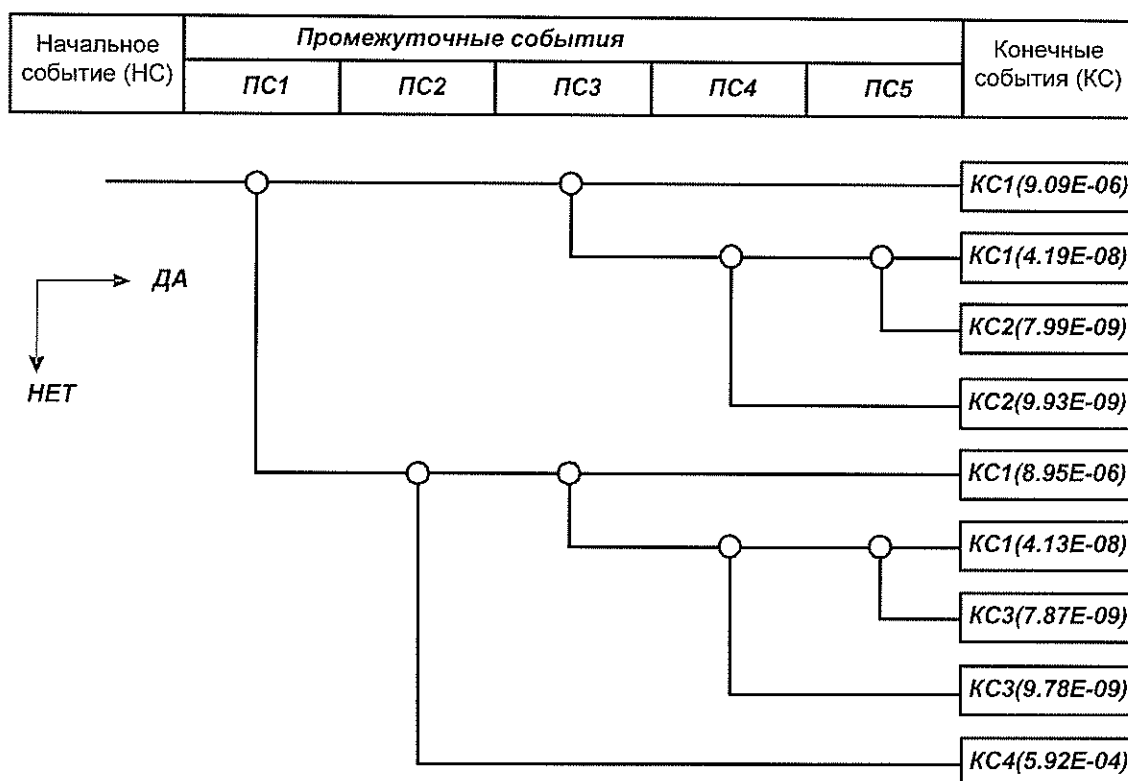 Начальное
событие (НС)
Промежуточные события
ПС1 ПС2 ПС3 ПС4 ПС5
Конечные
события (КС)
КС1(9.09E-06)
КС1(4.19E-08)
ДА
КС2(7.99E-09)
НЕТ
КС2(9.93E-09)
КС1(8.95E-06)
КС1(4.13E-08)
КС3(7.87E-09)
КС3(9.78E-09)
КС4(5.92E-04)